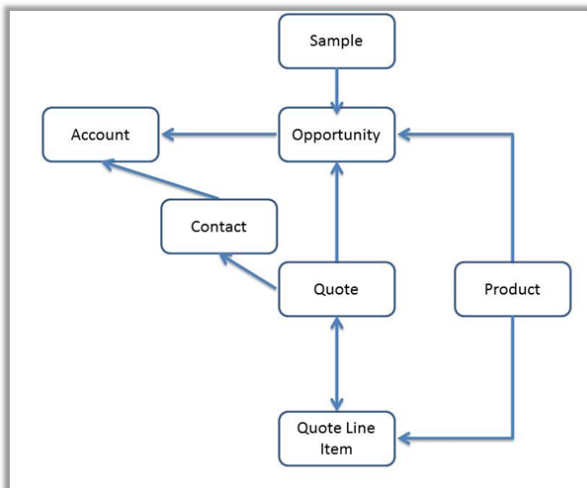 Sample
Account
Opportunity
Contact
Quote
Product
Quote Line
Item